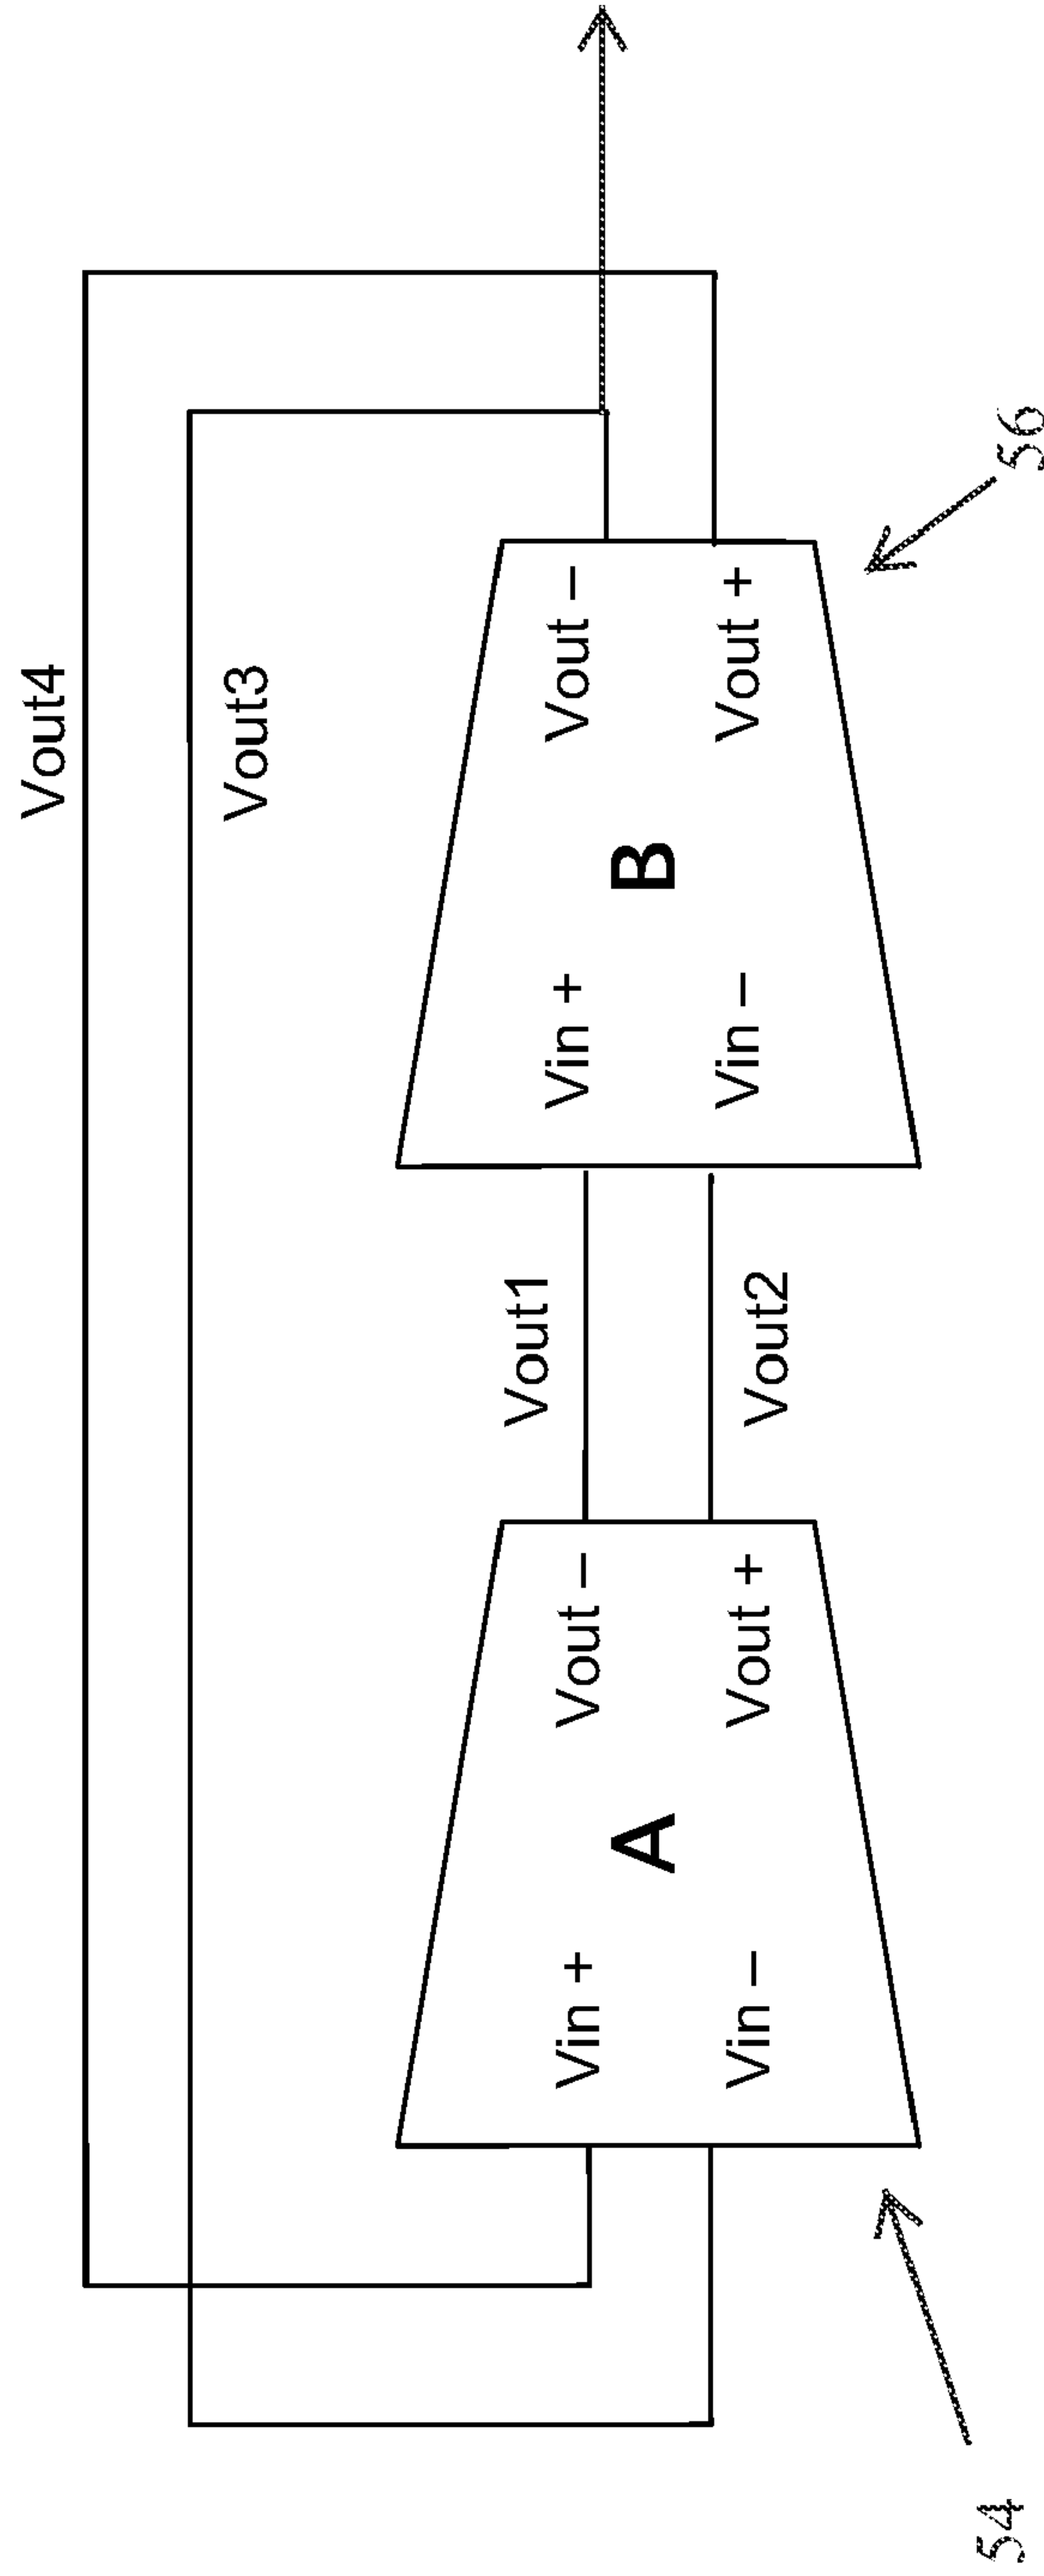 Vout4
Vout3
Vin +
Vout –
Vin +
Vout –
A
B
Vin –
Vout +
Vin –
Vout +
Vout1
Vout2
54
56